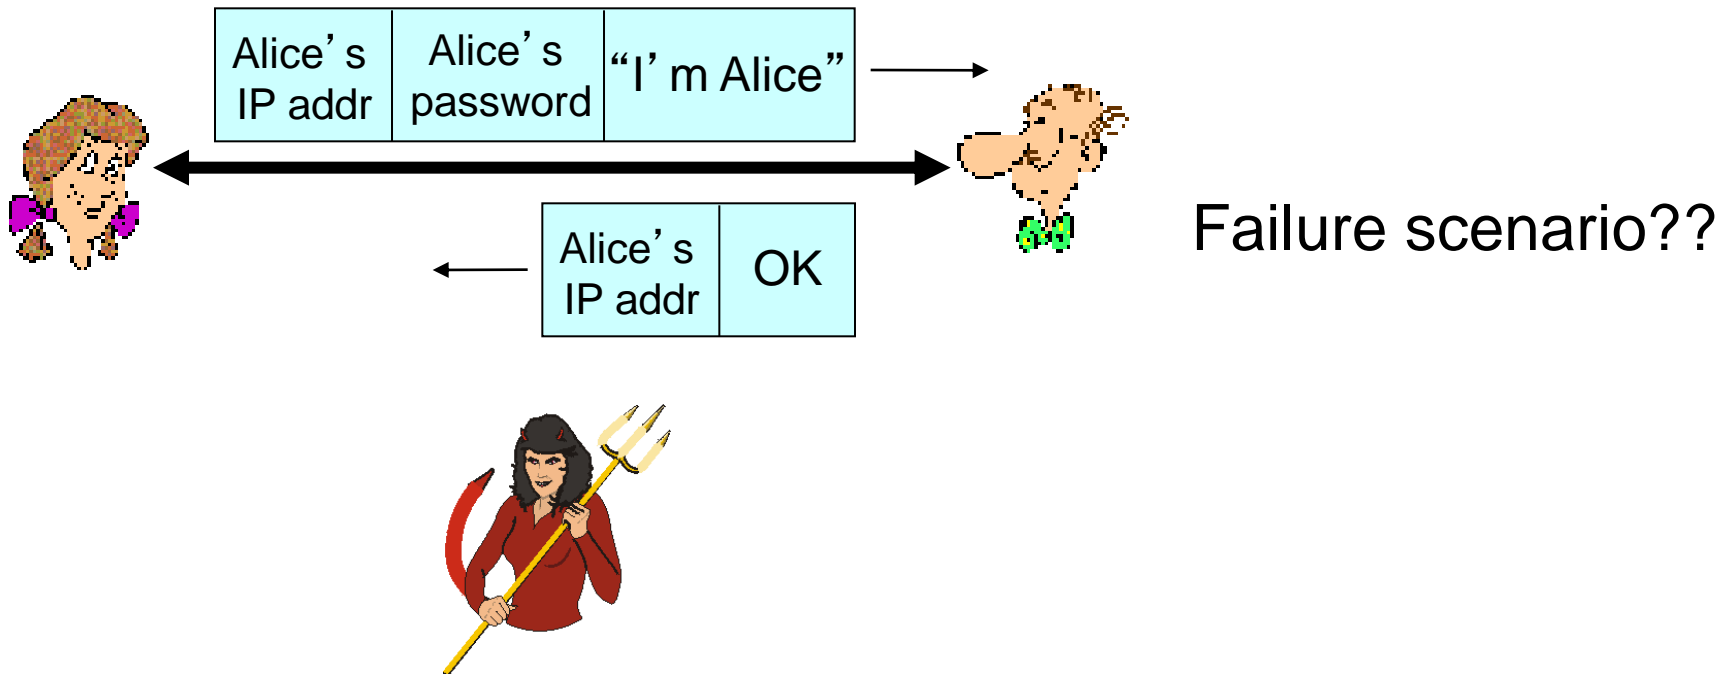 Alice’s
IP addr
Alice’s
password
“I’m Alice”
Alice’s
IP addr
OK
Failure scenario??